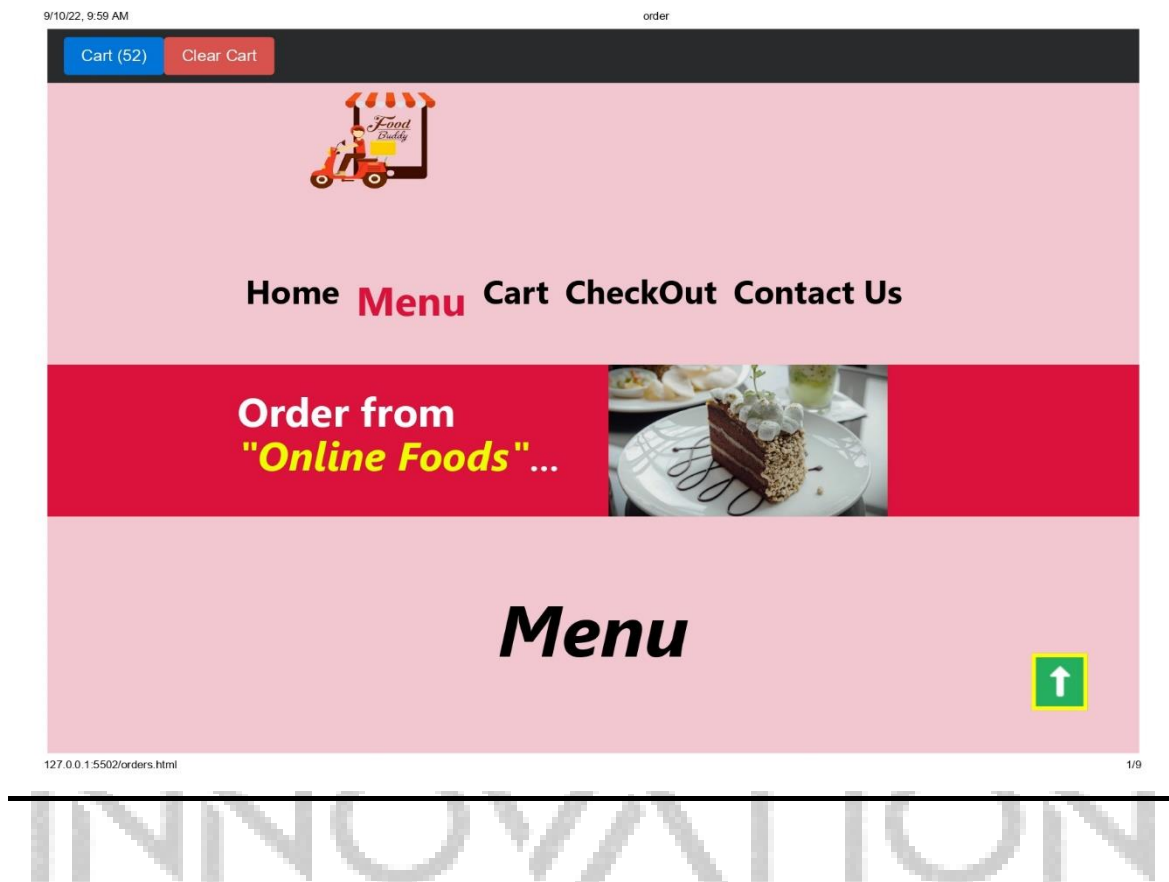 9/10/22, 9:59 AM order
Cart (52) Clear Cart
Food
Buddy
Home Menu Cart CheckOut Contact Us
Order from
"Online Foods"...
Menu
127.0.0.1:5502/orders.html 1/9
INNOVATION